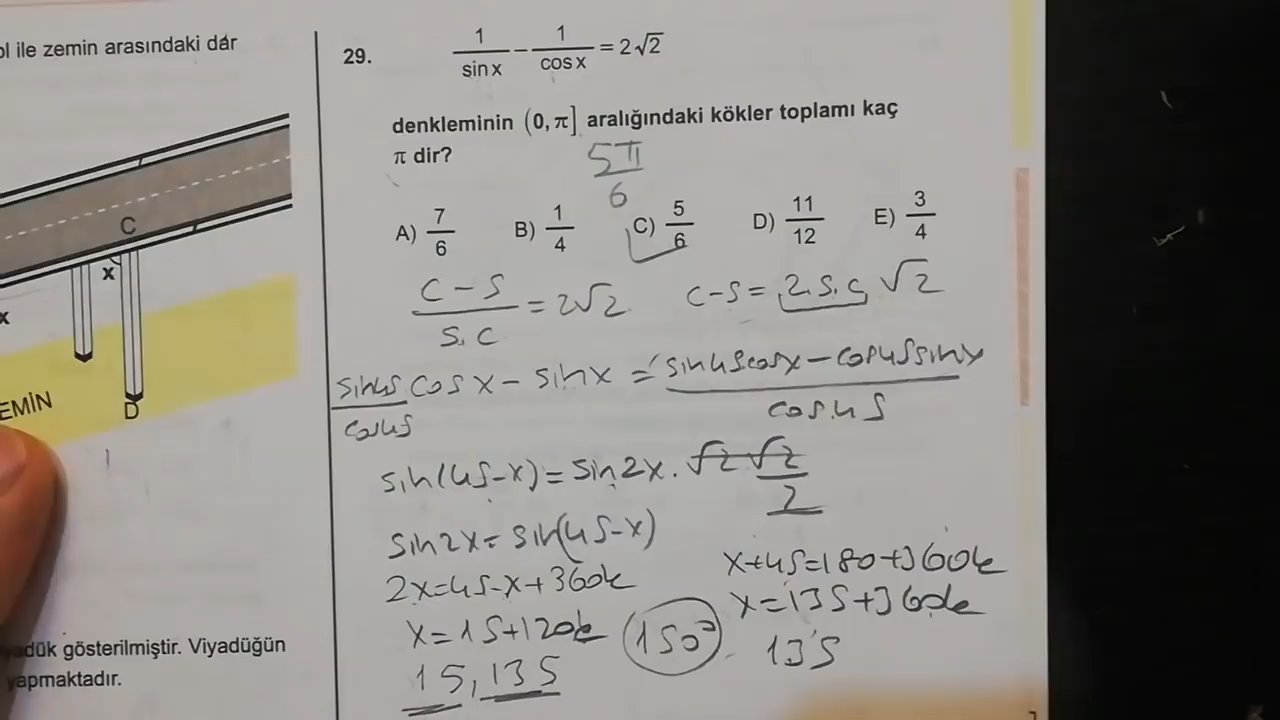 ol ile zemin arasındaki dar
C
x
x
EMİN
D
yadük gösterilmiştir. Viyadüğün
yapmaktadır.
29. 1/sin x − 1/cos x = 2√2
denkleminin (0, π] aralığındaki kökler toplamı kaç
π dir?
5π/6
A) 7/6 B) 1/4 C) 5/6 D) 11/12 E) 3/4
C−S/S.C = 2√2 C−S = 2.S.C √2
sin45/cos45 cosx − sinx = sin45cosx − cos45sinx/cos45
sin(45−x) = sin2x . √2 √2/2
sin2x = sin(45−x)
2x=45−x+360k x+45=180+360k
x=15+120k 150° x=135+360k
15, 135 135